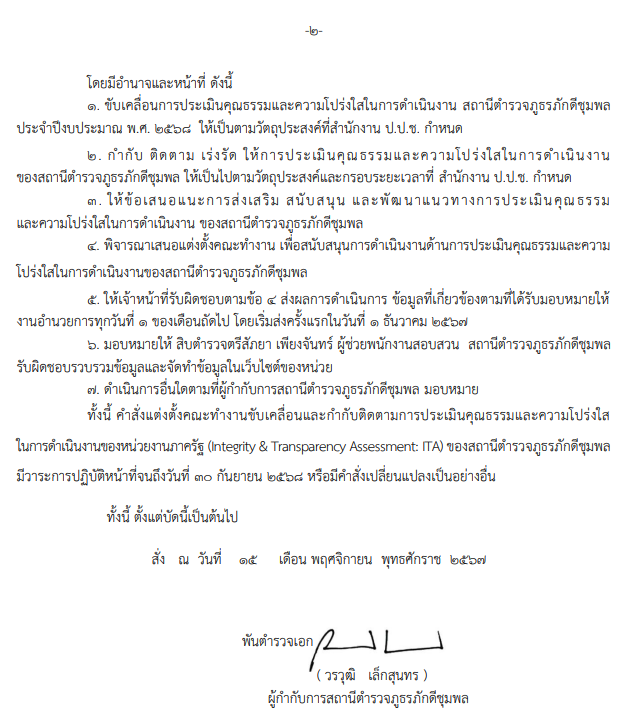 -๒-
โดยมีอำนาจและหน้าที่ ดังนี้
๑. ขับเคลื่อนการประเมินคุณธรรมและความโปร่งใสในการดำเนินงาน สถานีตำรวจภูธรภักดีชุมพล
ประจำปีงบประมาณ พ.ศ. ๒๕๖๘ ให้เป็นตามวัตถุประสงค์ที่สำนักงาน ป.ป.ช. กำหนด
๒. กำกับ ติดตาม เร่งรัด ให้การประเมินคุณธรรมและความโปร่งใสในการดำเนินงาน
ของสถานีตำรวจภูธรภักดีชุมพล ให้เป็นไปตามวัตถุประสงค์และกรอบระยะเวลาที่ สำนักงาน ป.ป.ช. กำหนด
๓. ให้ข้อเสนอแนะการส่งเสริม สนับสนุน และพัฒนาแนวทางการประเมินคุณธรรม
และความโปร่งใสในการดำเนินงาน ของสถานีตำรวจภูธรภักดีชุมพล
๔. พิจารณาเสนอแต่งตั้งคณะทำงาน เพื่อสนับสนุนการดำเนินงานด้านการประเมินคุณธรรมและความ
โปร่งใสในการดำเนินงานของสถานีตำรวจภูธรภักดีชุมพล
๕. ให้เจ้าหน้าที่รับผิดชอบตามข้อ ๔ ส่งผลการดำเนินการ ข้อมูลที่เกี่ยวข้องตามที่ได้รับมอบหมายให้
งานอำนวยการทุกวันที่ ๑ ของเดือนถัดไป โดยเริ่มส่งครั้งแรกในวันที่ ๑ ธันวาคม ๒๕๖๗
๖. มอบหมายให้ สิบตำรวจตรีสัภยา เพียงจันทร์ ผู้ช่วยพนักงานสอบสวน สถานีตำรวจภูธรภักดีชุมพล
รับผิดชอบรวบรวมข้อมูลและจัดทำข้อมูลในเว็บไซต์ของหน่วย
๗. ดำเนินการอื่นใดตามที่ผู้กำกับการสถานีตำรวจภูธรภักดีชุมพล มอบหมาย
ทั้งนี้ คำสั่งแต่งตั้งคณะทำงานขับเคลื่อนและกำกับติดตามการประเมินคุณธรรมและความโปร่งใส
ในการดำเนินงานของหน่วยงานภาครัฐ (Integrity & Transparency Assessment: ITA) ของสถานีตำรวจภูธรภักดีชุมพล
มีวาระการปฏิบัติหน้าที่จนถึงวันที่ ๓๐ กันยายน ๒๕๖๘ หรือมีคำสั่งเปลี่ยนแปลงเป็นอย่างอื่น
ทั้งนี้ ตั้งแต่บัดนี้เป็นต้นไป
สั่ง ณ วันที่ ๑๕ เดือน พฤศจิกายน พุทธศักราช ๒๕๖๗
พันตำรวจเอก
( วรวุฒิ เล็กสุนทร )
ผู้กำกับการสถานีตำรวจภูธรภักดีชุมพล